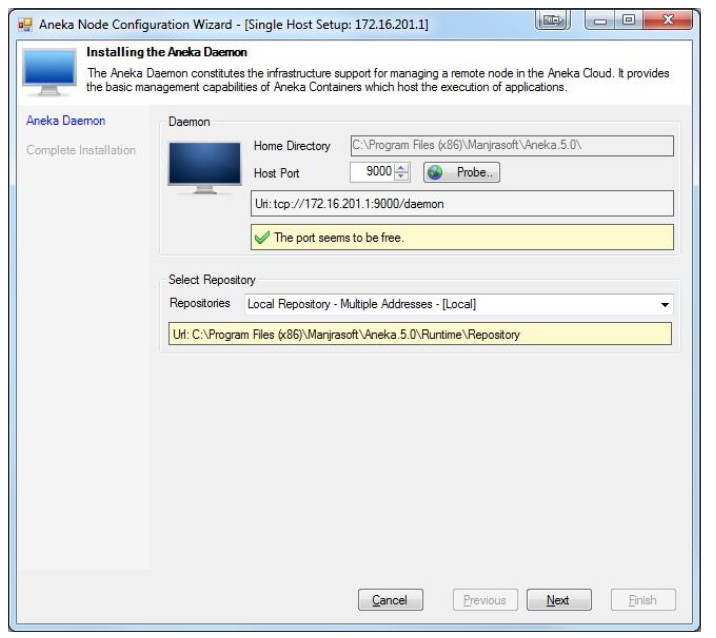 Aneka Node Configuration Wizard - [Single Host Setup: 172.16.201.1]
Installing the Aneka Daemon
The Aneka Daemon constitutes the infrastructure support for managing a remote node in the Aneka Cloud. It provides
the basic management capabilities of Aneka Containers which host the execution of applications.
Aneka Daemon
Complete Installation
Daemon
Home Directory C:\Program Files (x86)\Manjrasoft\Aneka.5.0\
Host Port 9000 Probe..
Uri: tcp://172.16.201.1:9000/daemon
The port seems to be free.
Select Repository
Repositories Local Repository - Multiple Addresses - [Local]
Url: C:\Program Files (x86)\Manjrasoft\Aneka.5.0\Runtime\Repository
Cancel Previous Next Finish